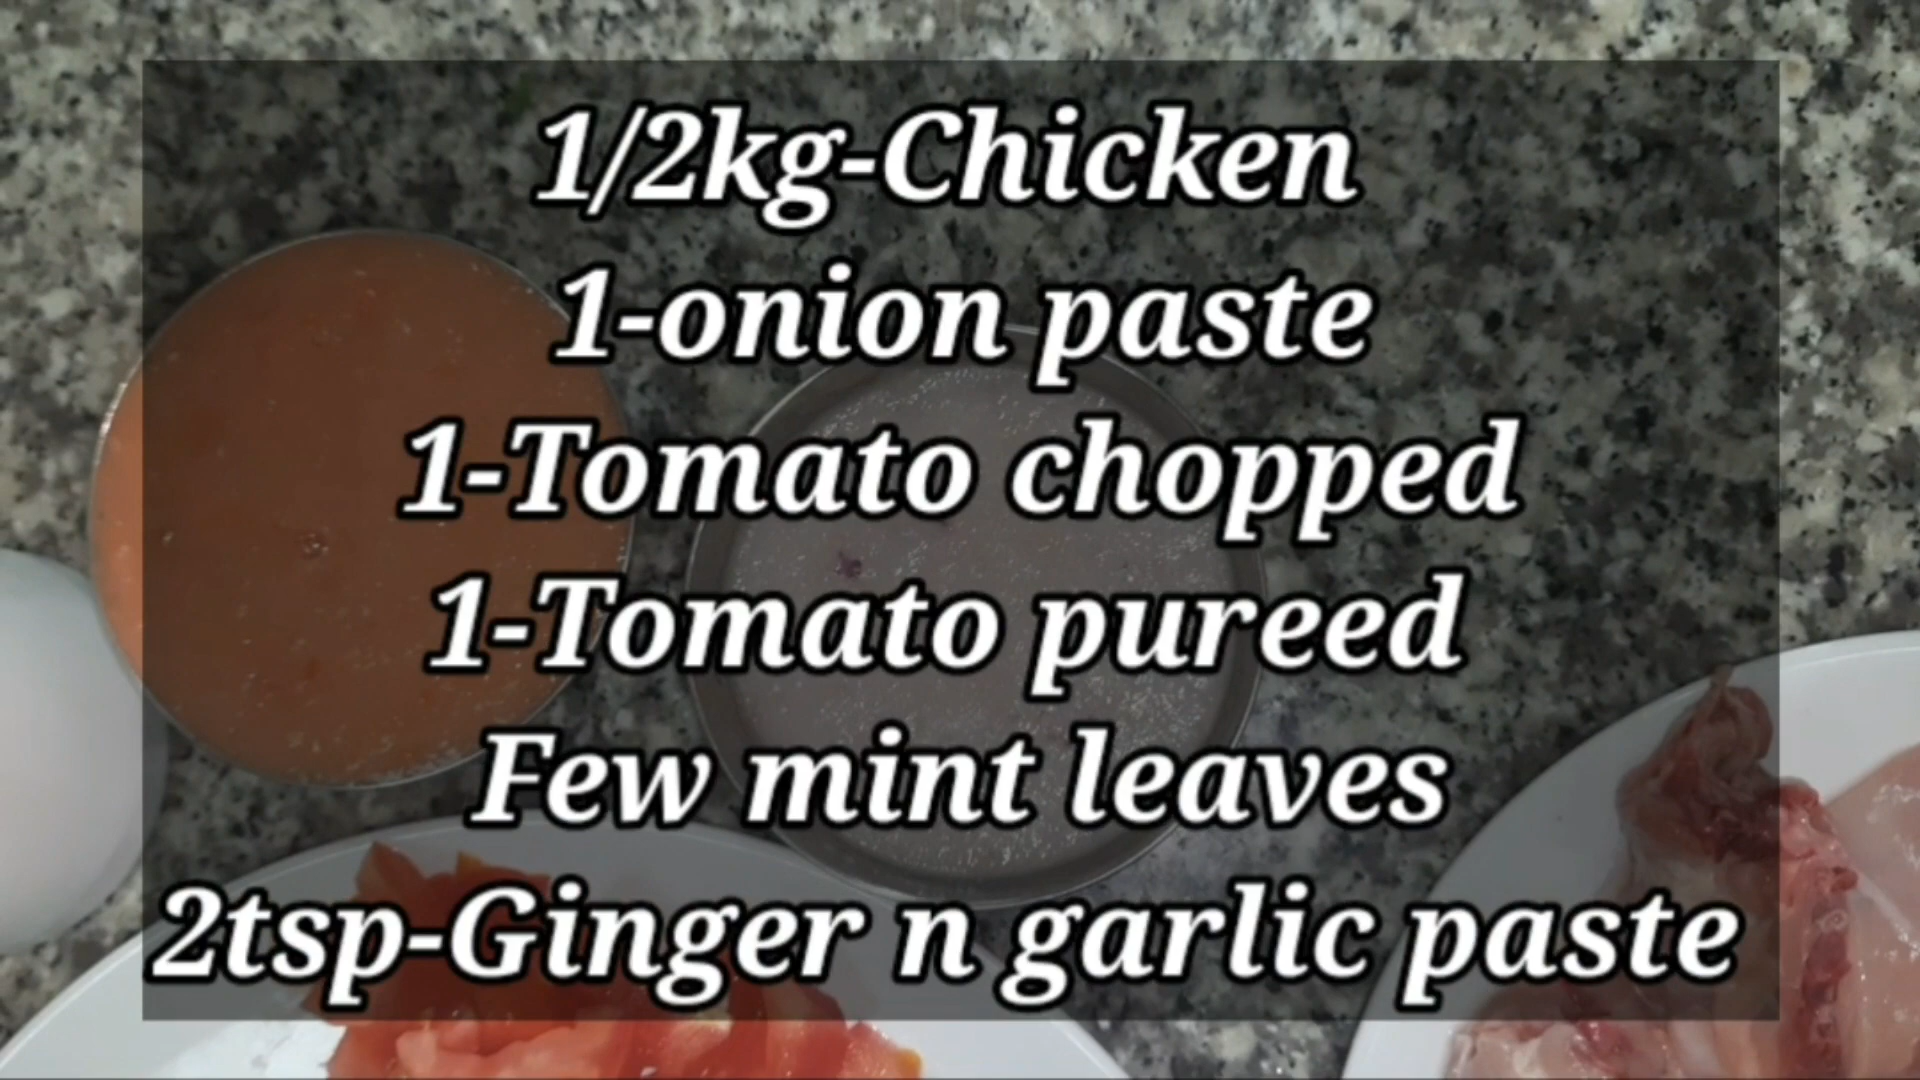 1/2kg-Chicken
1-onion paste
1-Tomato chopped
1-Tomato pureed
Few mint leaves
2tsp-Ginger n garlic paste